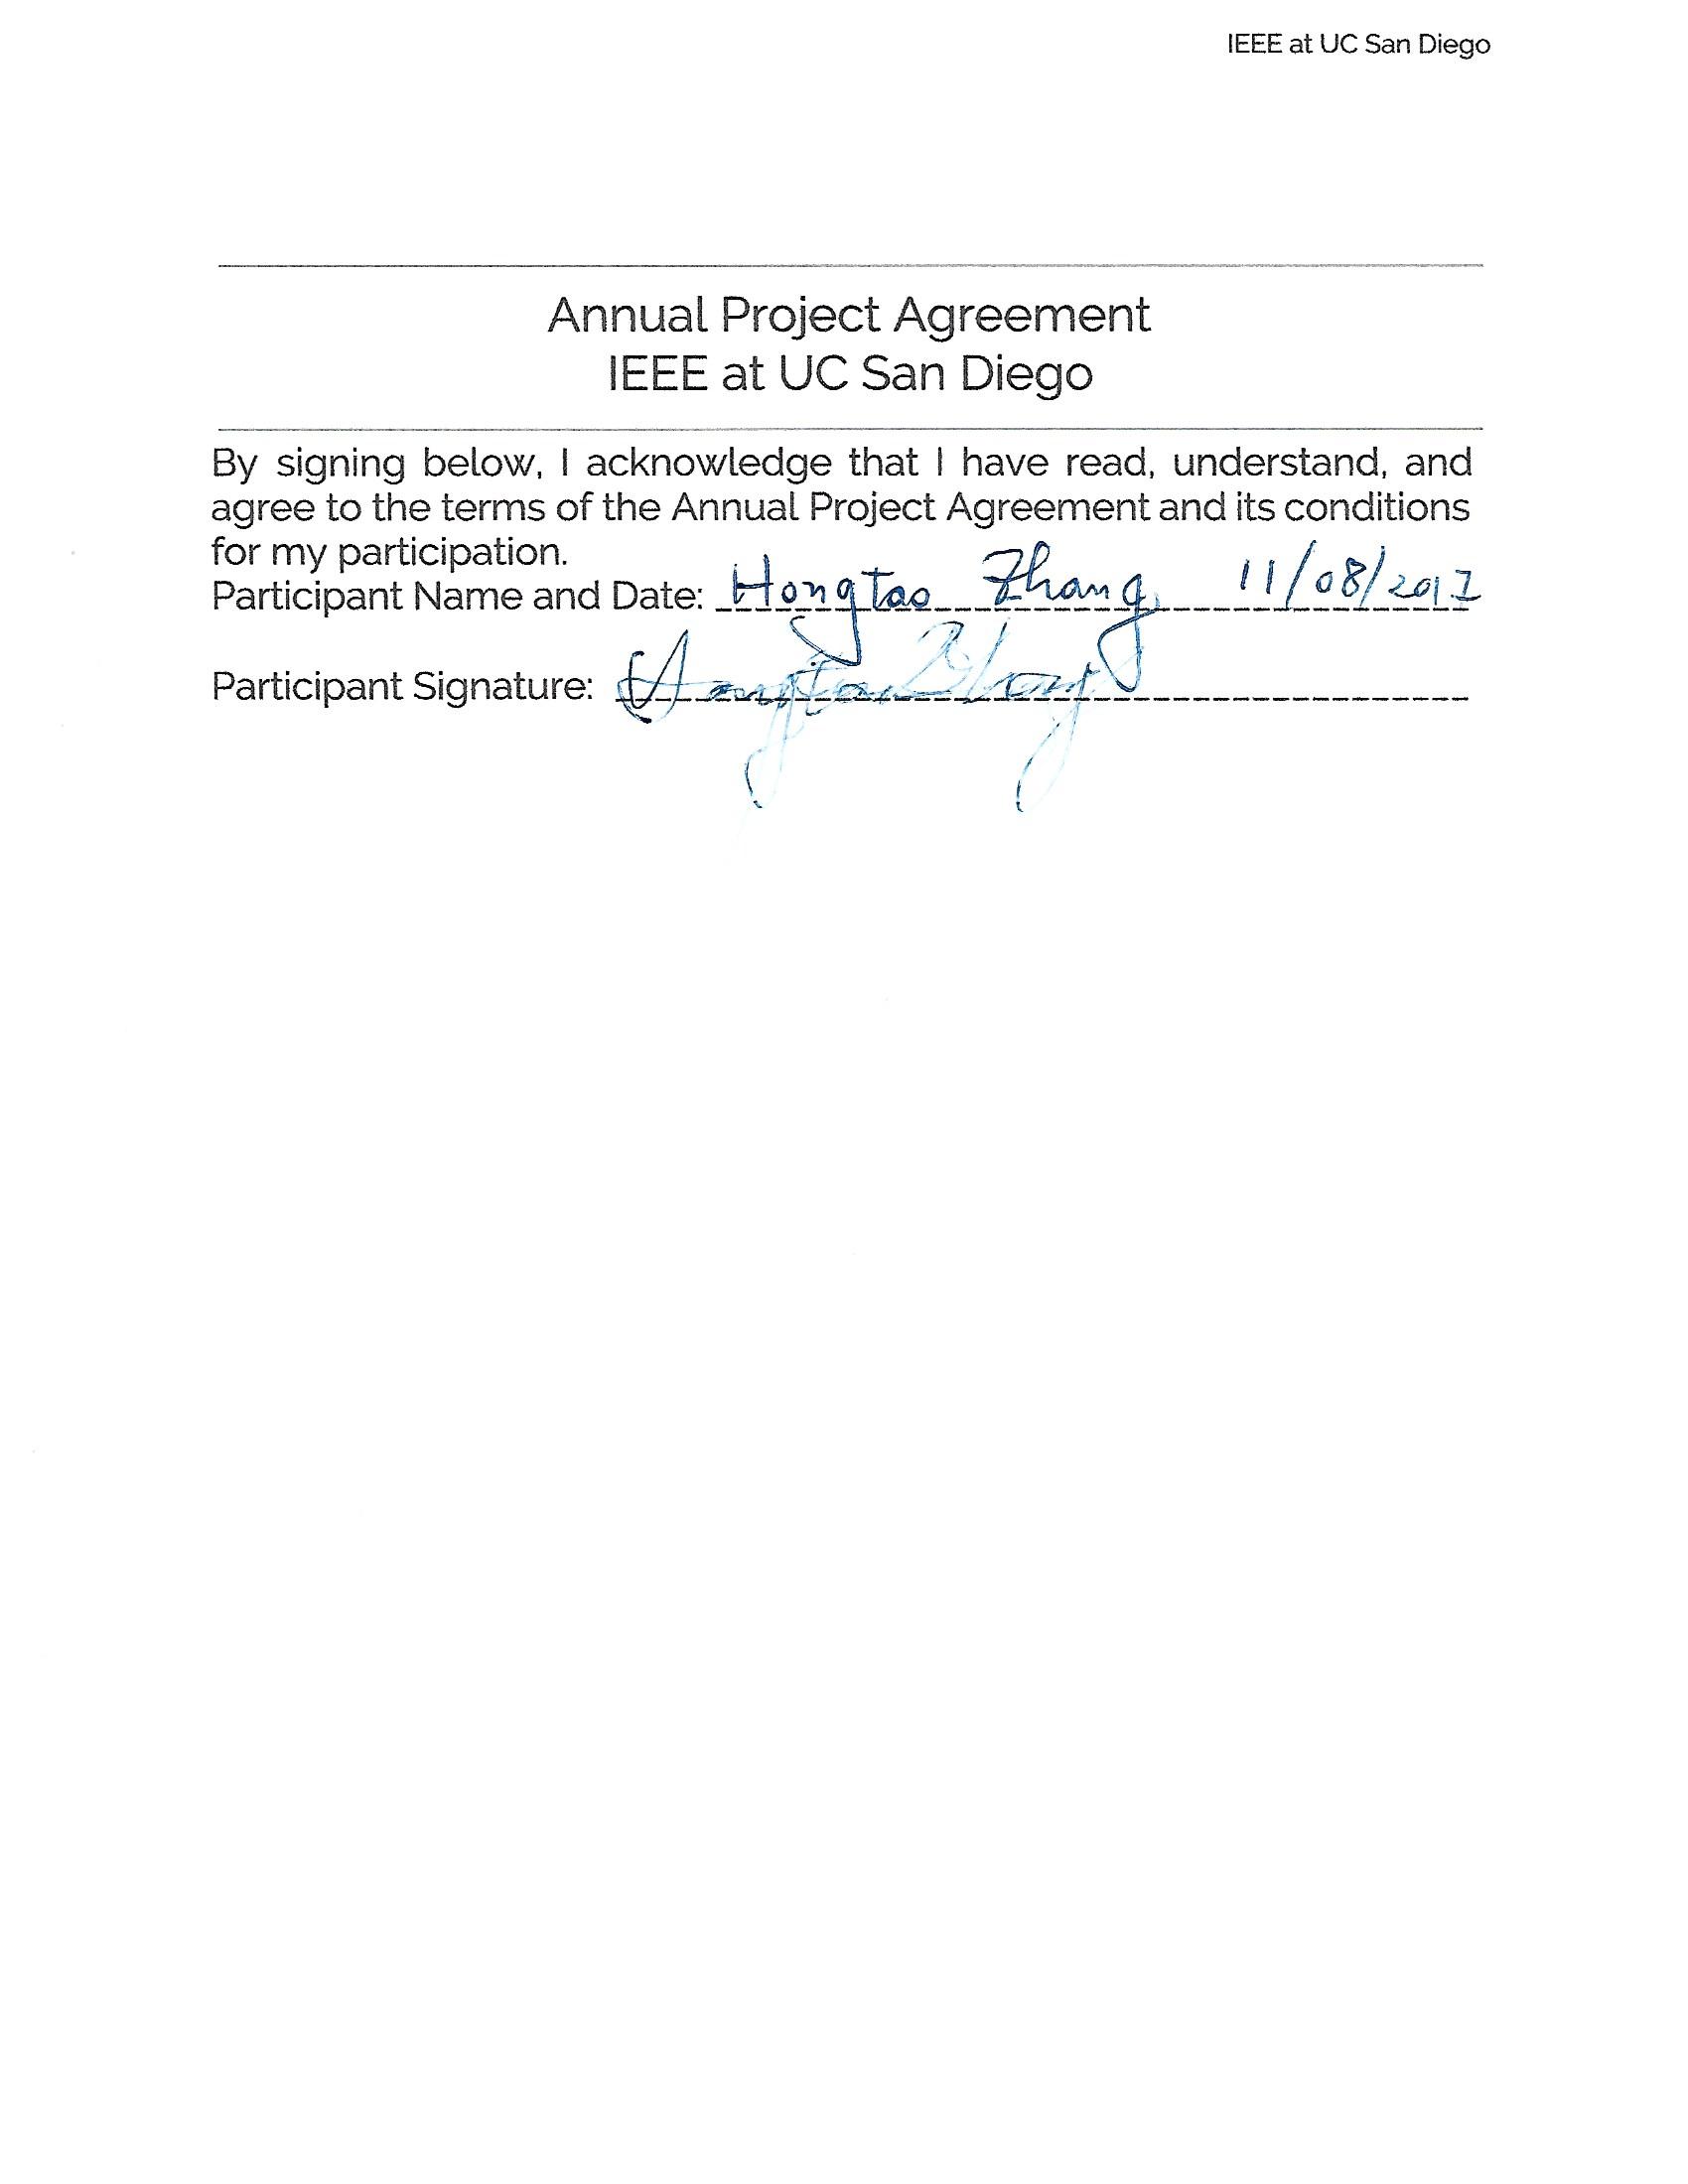 IEEE at UC San Diego
Annual Project Agreement
IEEE at UC San Diego
By signing below, I acknowledge that I have read, understand, and
agree to the terms of the Annual Project Agreement and its conditions
for my participation.
Participant Name and Date: Hongtao Zhang 11/08/2017
Participant Signature: Hongtao Zhang